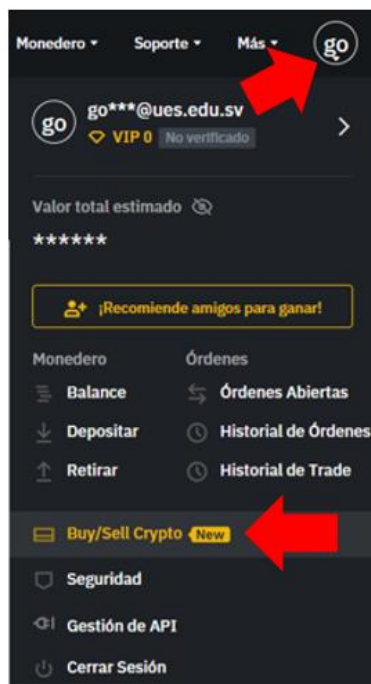 Monedero Soporte Más go
go go***@ues.edu.sv
VIP 0 No verificado
Valor total estimado
******
¡Recomiende amigos para ganar!
Monedero Órdenes
Balance Órdenes Abiertas
Depositar Historial de Órdenes
Retirar Historial de Trade
Buy/Sell Crypto New
Seguridad
Gestión de API
Cerrar Sesión